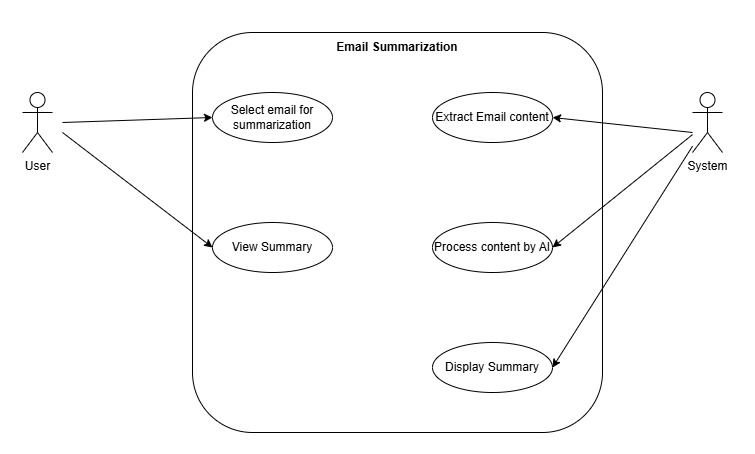 Email Summarization
Select email for
summarization
Extract Email content
User
System
View Summary
Process content by AI
Display Summary